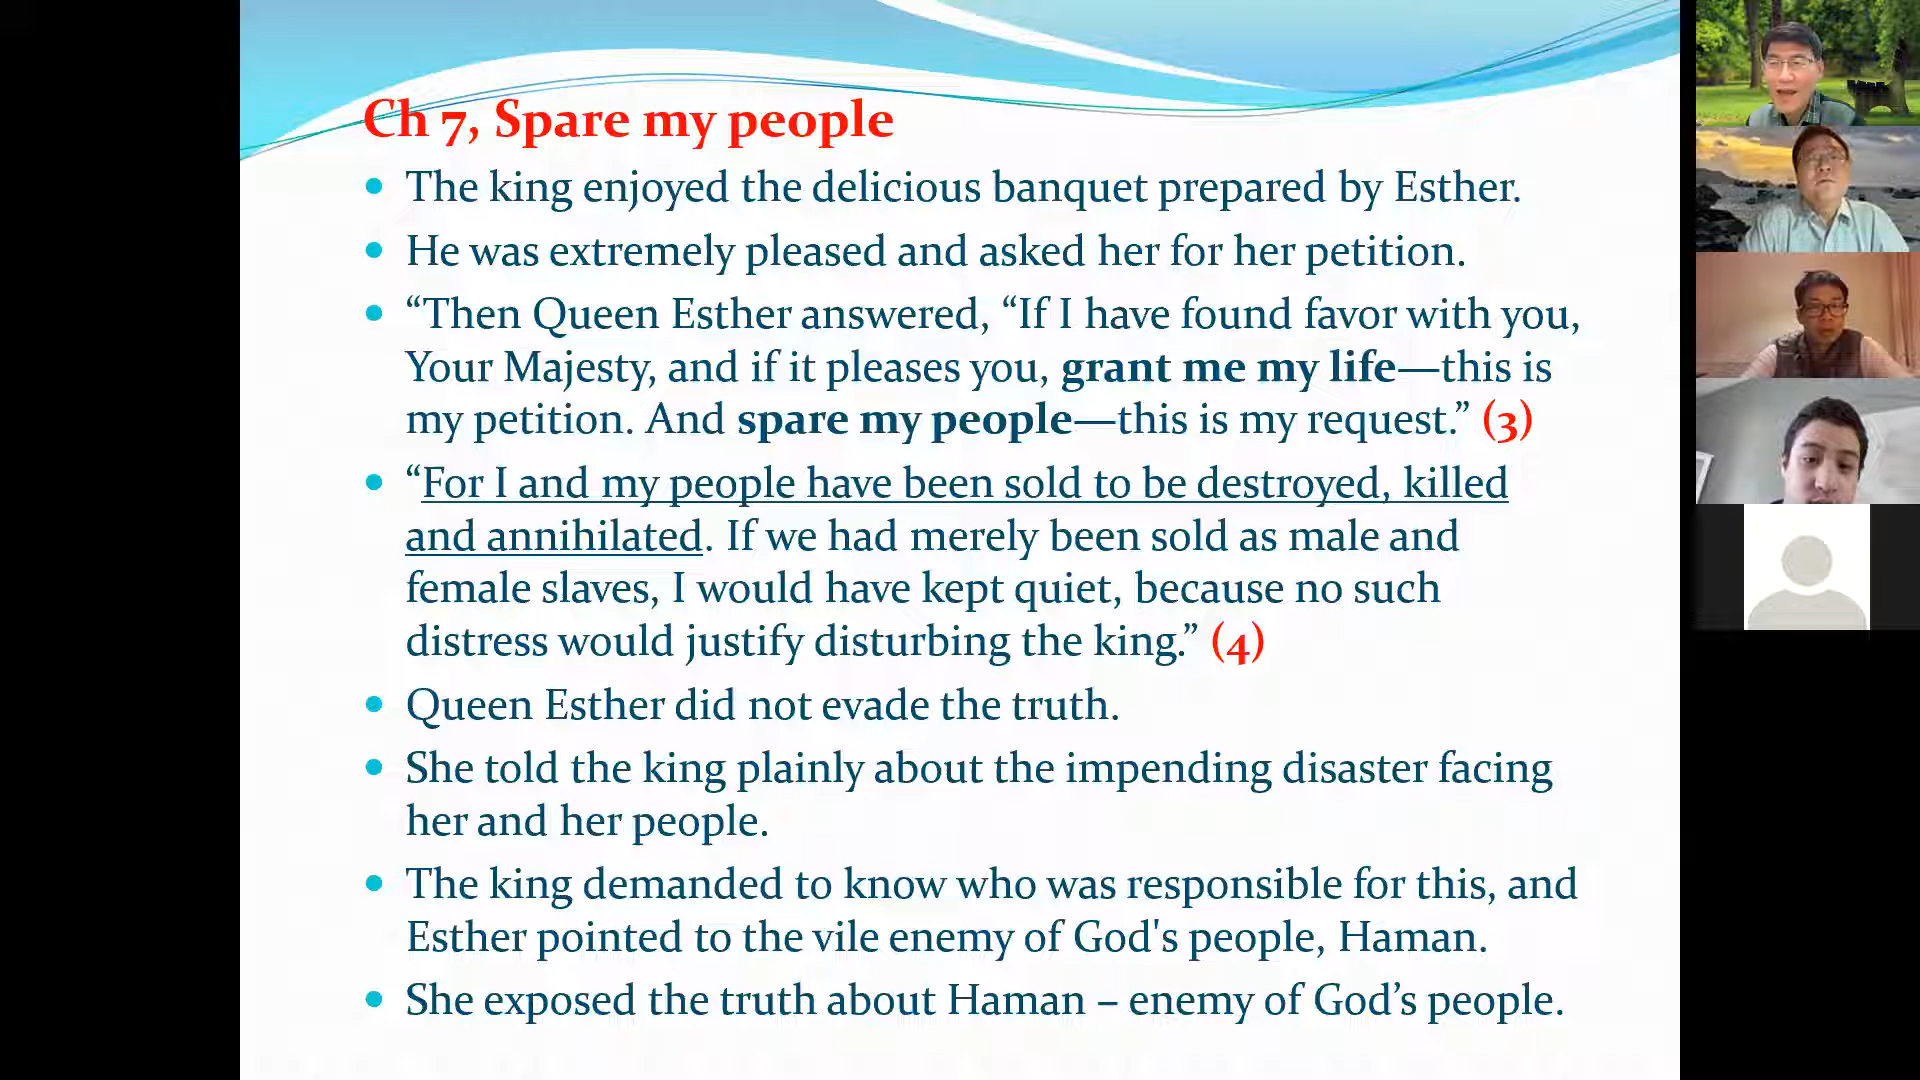 Ch 7, Spare my people
• The king enjoyed the delicious banquet prepared by Esther.
• He was extremely pleased and asked her for her petition.
• “Then Queen Esther answered, “If I have found favor with you,
Your Majesty, and if it pleases you, grant me my life—this is
my petition. And spare my people—this is my request.” (3)
• “For I and my people have been sold to be destroyed, killed
and annihilated. If we had merely been sold as male and
female slaves, I would have kept quiet, because no such
distress would justify disturbing the king.” (4)
• Queen Esther did not evade the truth.
• She told the king plainly about the impending disaster facing
her and her people.
• The king demanded to know who was responsible for this, and
Esther pointed to the vile enemy of God's people, Haman.
• She exposed the truth about Haman – enemy of God’s people.